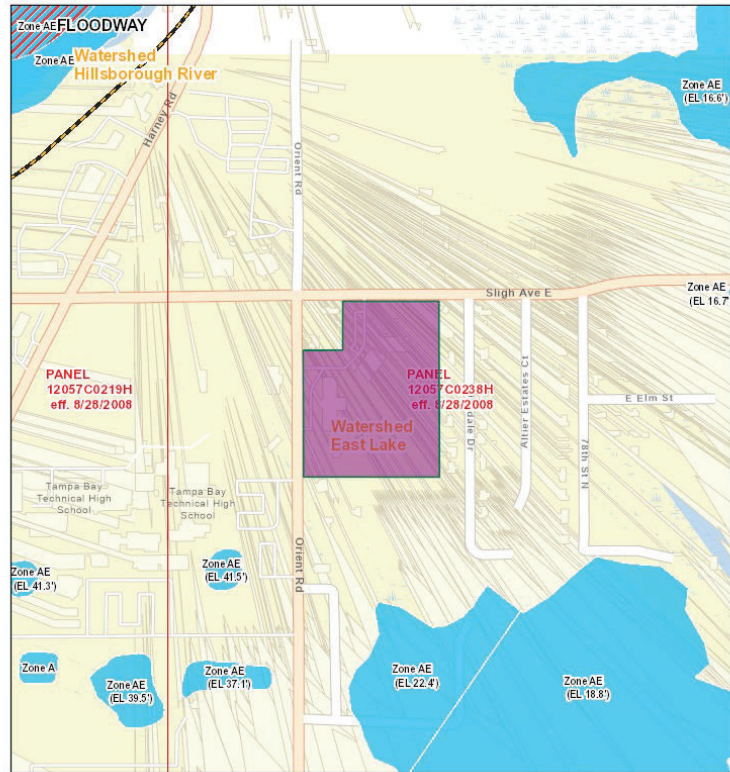 Zone AE
FLOODWAY
Zone AE
Watershed
Hillsborough River
Harney Rd
Orient Rd
Zone AE
(EL 16.6')
Sligh Ave E
Zone AE
(EL 16.7'
PANEL
12057C0219H
eff. 8/28/2008
PANEL
12057C0238H
eff. 8/28/2008
Watershed
East Lake
dale Dr
Altier Estates Ct
78th St N
E Elm St
Tampa Bay
Technical High
School
Tampa Bay
Technical High
School
Orient Rd
Zone AE
(EL 41.3')
Zone AE
(EL 41.5')
Zone A
Zone AE
(EL 39.5')
Zone AE
(EL 37.1')
Zone AE
(EL 22.4')
Zone AE
(EL 18.8')